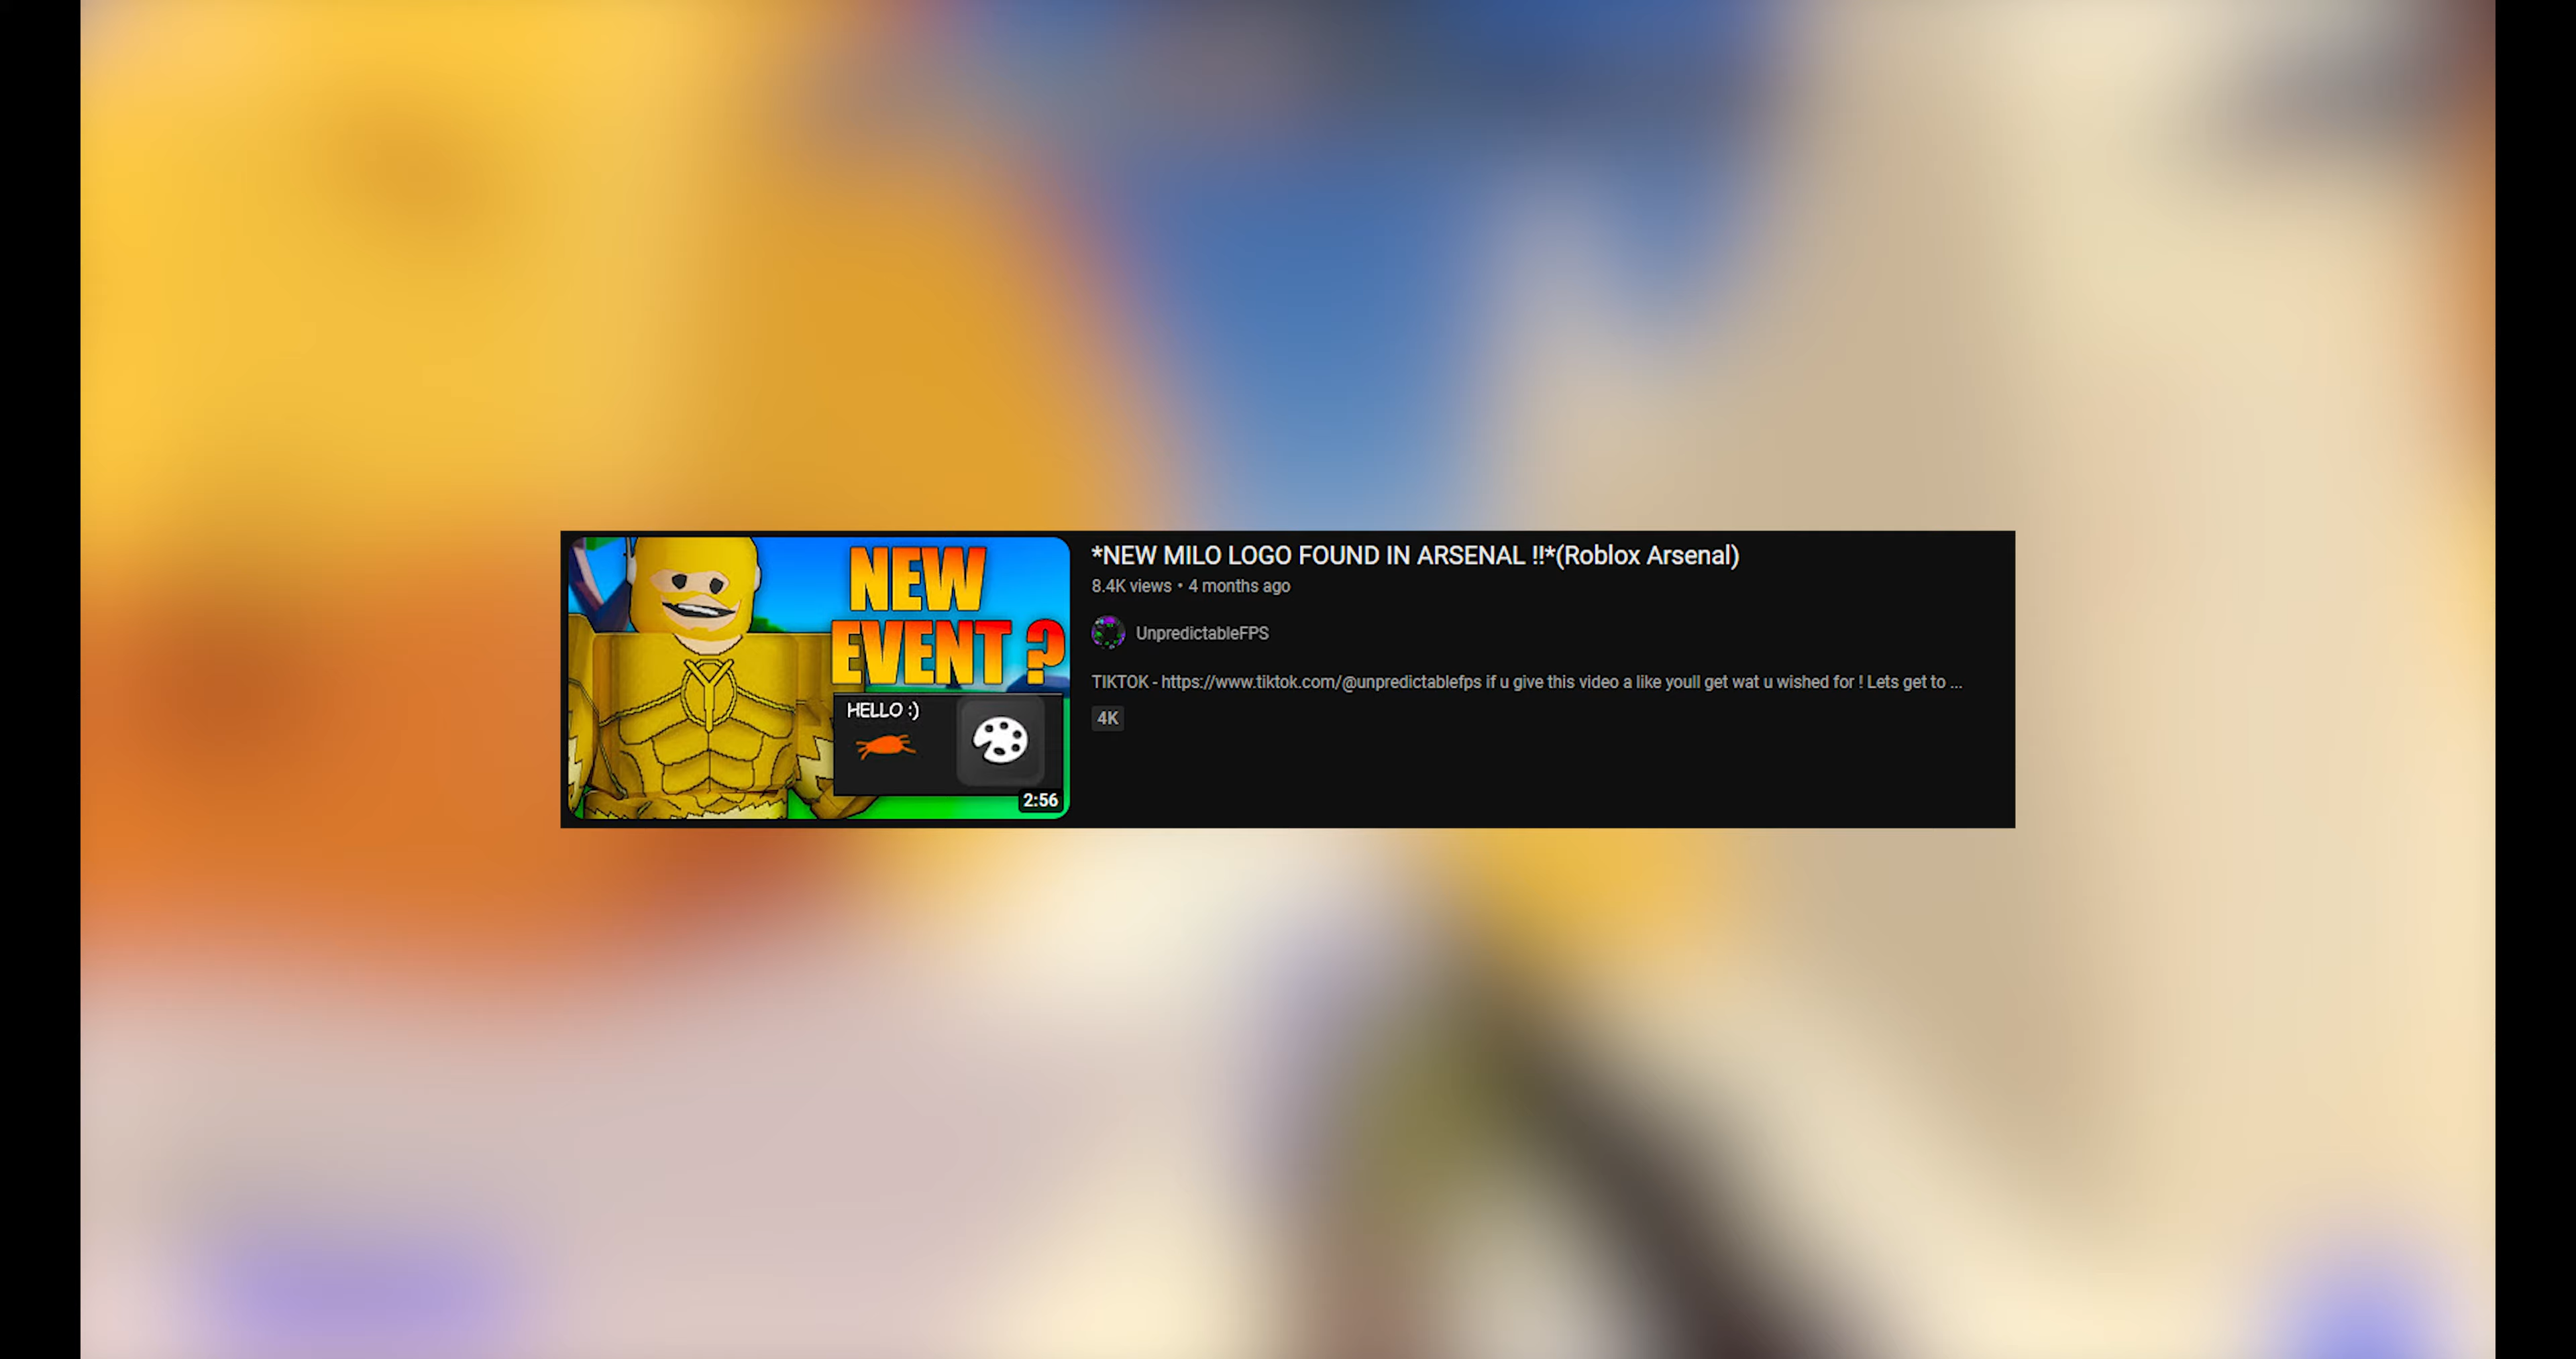 NEW
EVENT ?
HELLO :)
2:56
*NEW MILO LOGO FOUND IN ARSENAL !!*(Roblox Arsenal)
8.4K views • 4 months ago
UnpredictableFPS
TIKTOK - https://www.tiktok.com/@unpredictablefps if u give this video a like youll get wat u wished for ! Lets get to ...
4K